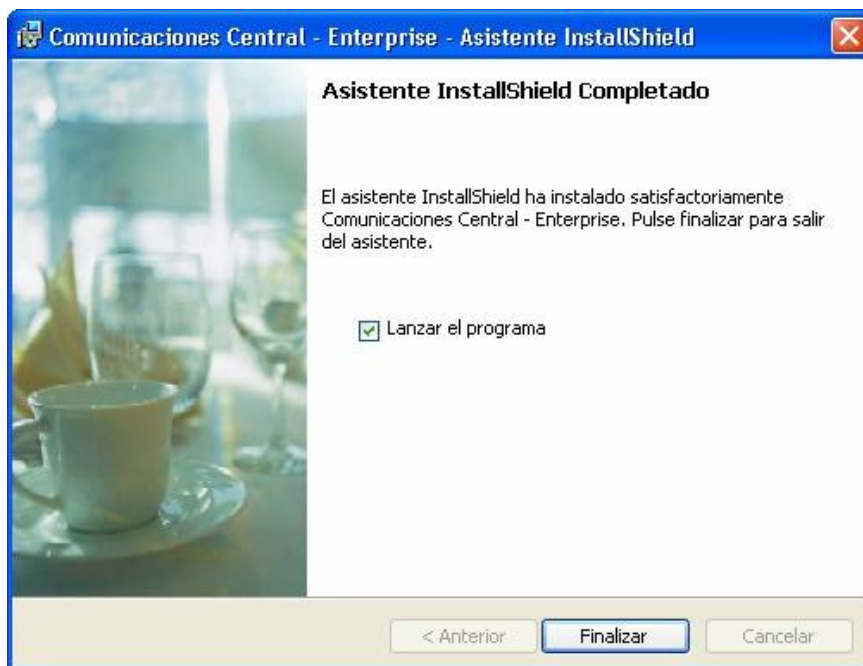 Comunicaciones Central - Enterprise - Asistente InstallShield
Asistente InstallShield Completado
El asistente InstallShield ha instalado satisfactoriamente
Comunicaciones Central - Enterprise. Pulse finalizar para salir
del asistente.
Lanzar el programa
< Anterior
Finalizar
Cancelar